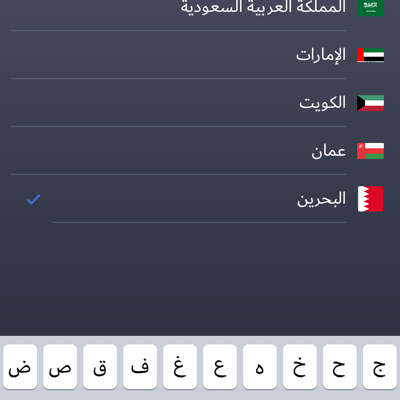 المملكة العربية السعودية
الإمارات
الكويت
عمان
البحرين
ض ص ق ف غ ع ه خ ح ج